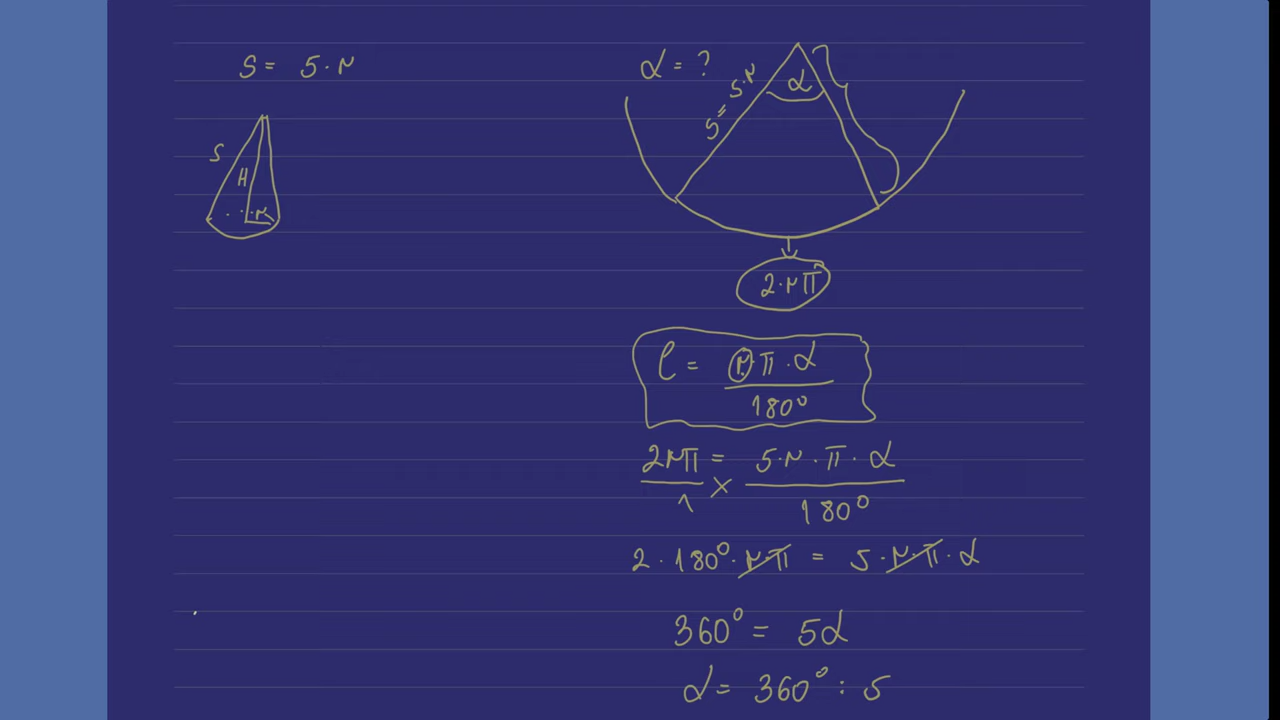 s = 5·r
s
H
r
α = ?
s = 5·r
α
2·rπ
l = r·π·α / 180°
2rπ / 1 = 5·r·π·α / 180°
2·180°·r·π = 5·r·π·α
360° = 5α
α = 360° : 5